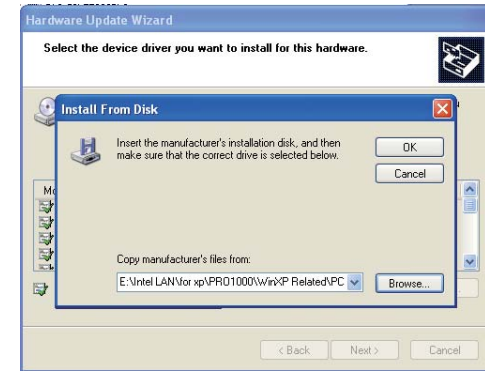 Hardware Update Wizard
Select the device driver you want to install for this hardware.
Install From Disk
Insert the manufacturer's installation disk, and then
make sure that the correct drive is selected below.
OK
Cancel
Mo
Copy manufacturer's files from:
E:\Intel LAN\for xp\PRO1000\WinXP Related\PC
Browse...
< Back
Next >
Cancel